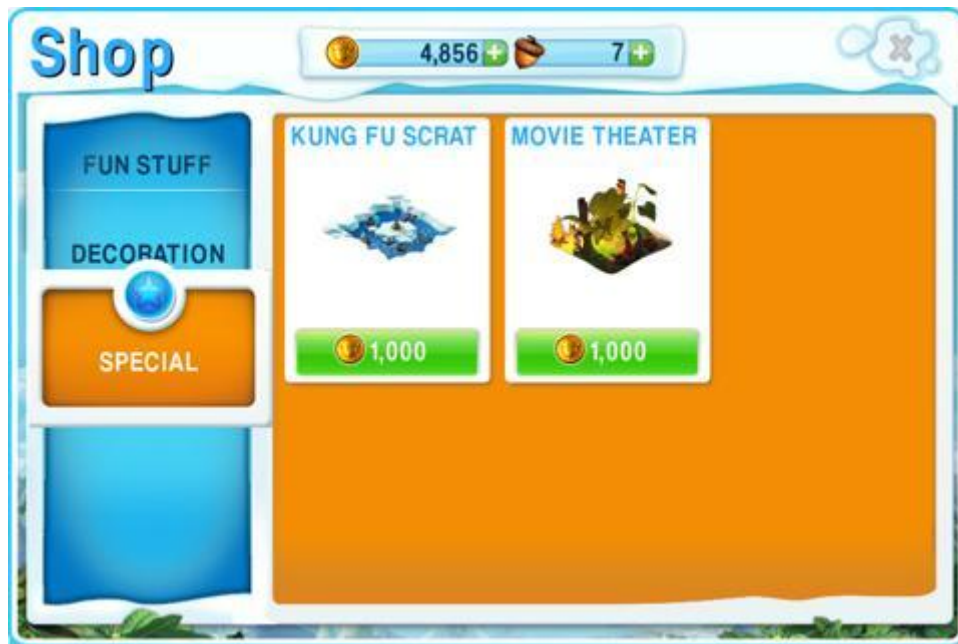 Shop
4,856
7
FUN STUFF
DECORATION
SPECIAL
KUNG FU SCRAT
1,000
MOVIE THEATER
1,000